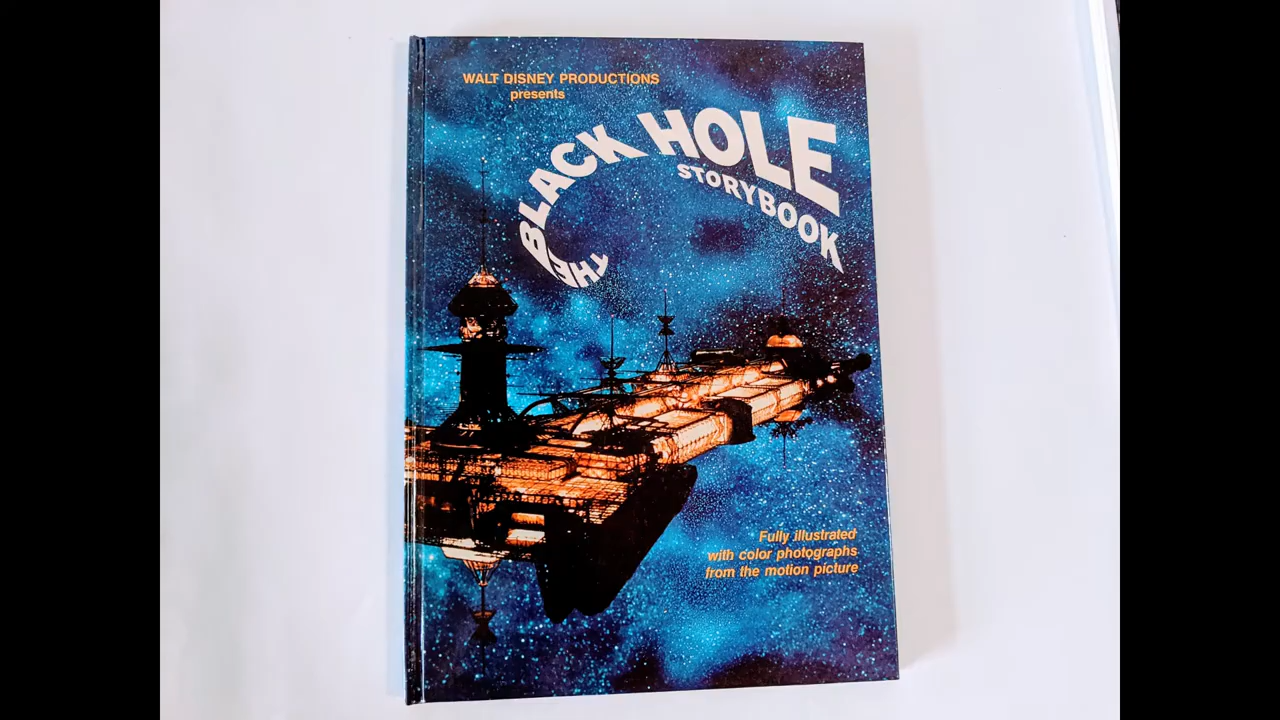 WALT DISNEY PRODUCTIONS
presents
THE BLACK HOLE
STORYBOOK
Fully illustrated
with color photographs
from the motion picture